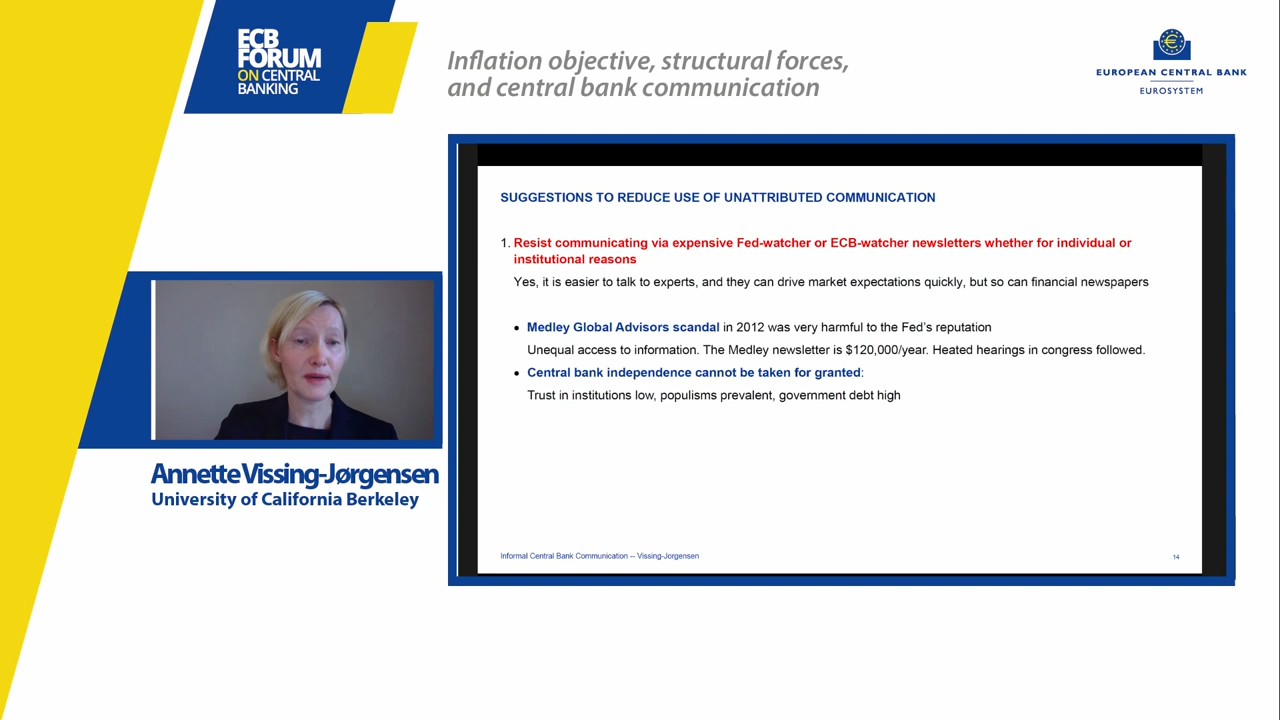 ECB
FORUM
ON CENTRAL
BANKING
Inflation objective, structural forces,
and central bank communication
EUROPEAN CENTRAL BANK
EUROSYSTEM
SUGGESTIONS TO REDUCE USE OF UNATTRIBUTED COMMUNICATION
1. Resist communicating via expensive Fed-watcher or ECB-watcher newsletters whether for individual or
institutional reasons
Yes, it is easier to talk to experts, and they can drive market expectations quickly, but so can financial newspapers
• Medley Global Advisors scandal in 2012 was very harmful to the Fed's reputation
Unequal access to information. The Medley newsletter is $120,000/year. Heated hearings in congress followed.
• Central bank independence cannot be taken for granted:
Trust in institutions low, populisms prevalent, government debt high
Informal Central Bank Communication -- Vissing-Jorgensen
14
Annette Vissing-Jørgensen
University of California Berkeley